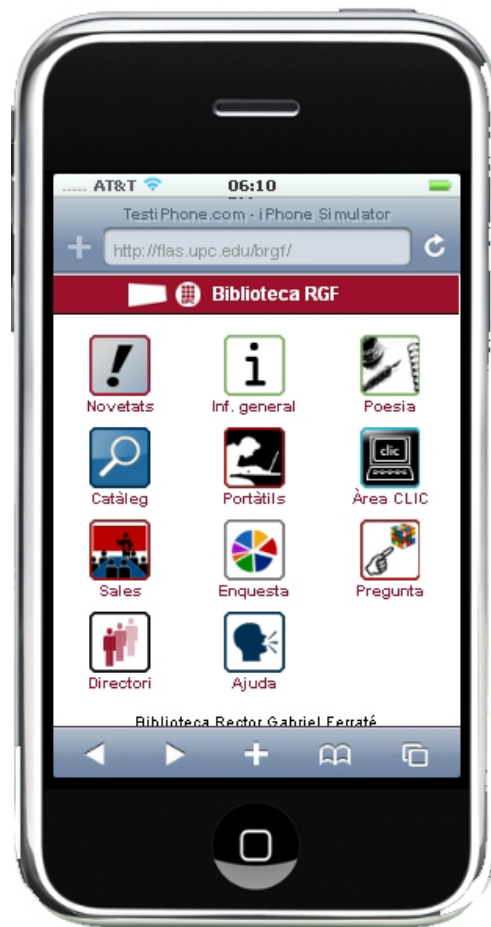 AT&T 06:10
TestiPhone.com - iPhone Simulator
http://flas.upc.edu/brgf/
Biblioteca RGF
Novetats Inf. general Poesia
clic
Catàleg Portàtils Àrea CLIC
Sales Enquesta Pregunta
Directori Ajuda
Biblioteca Rector Gabriel Ferraté